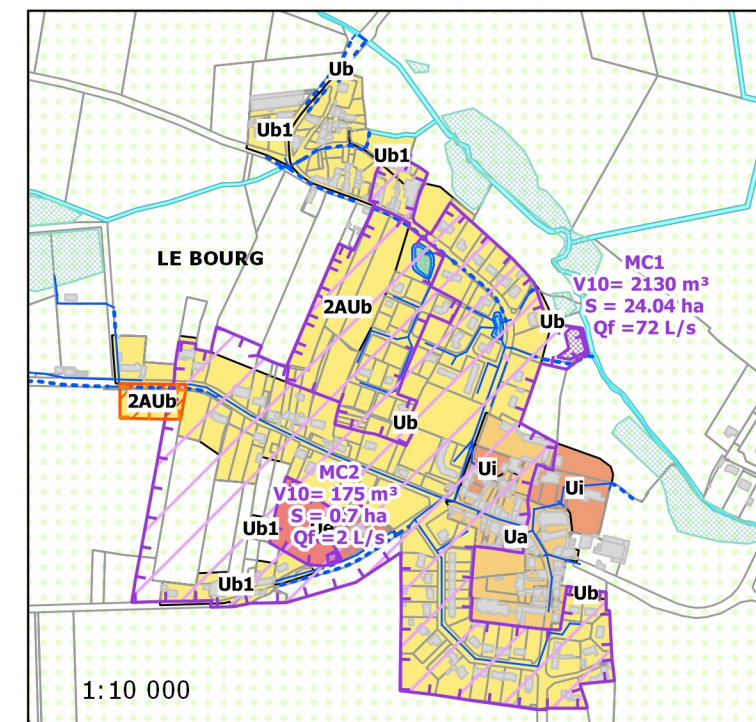 Ub
Ub1
Ub1
LE BOURG
MC1
V10= 2130 m³
S = 24.04 ha
Qf =72 L/s
2AUb
Ub
2AUb
Ub
MC2
V10= 175 m³
S = 0.7 ha
Qf =2 L/s
Ui
Ui
Ub1
Ua
Ub1
Ub
1:10 000